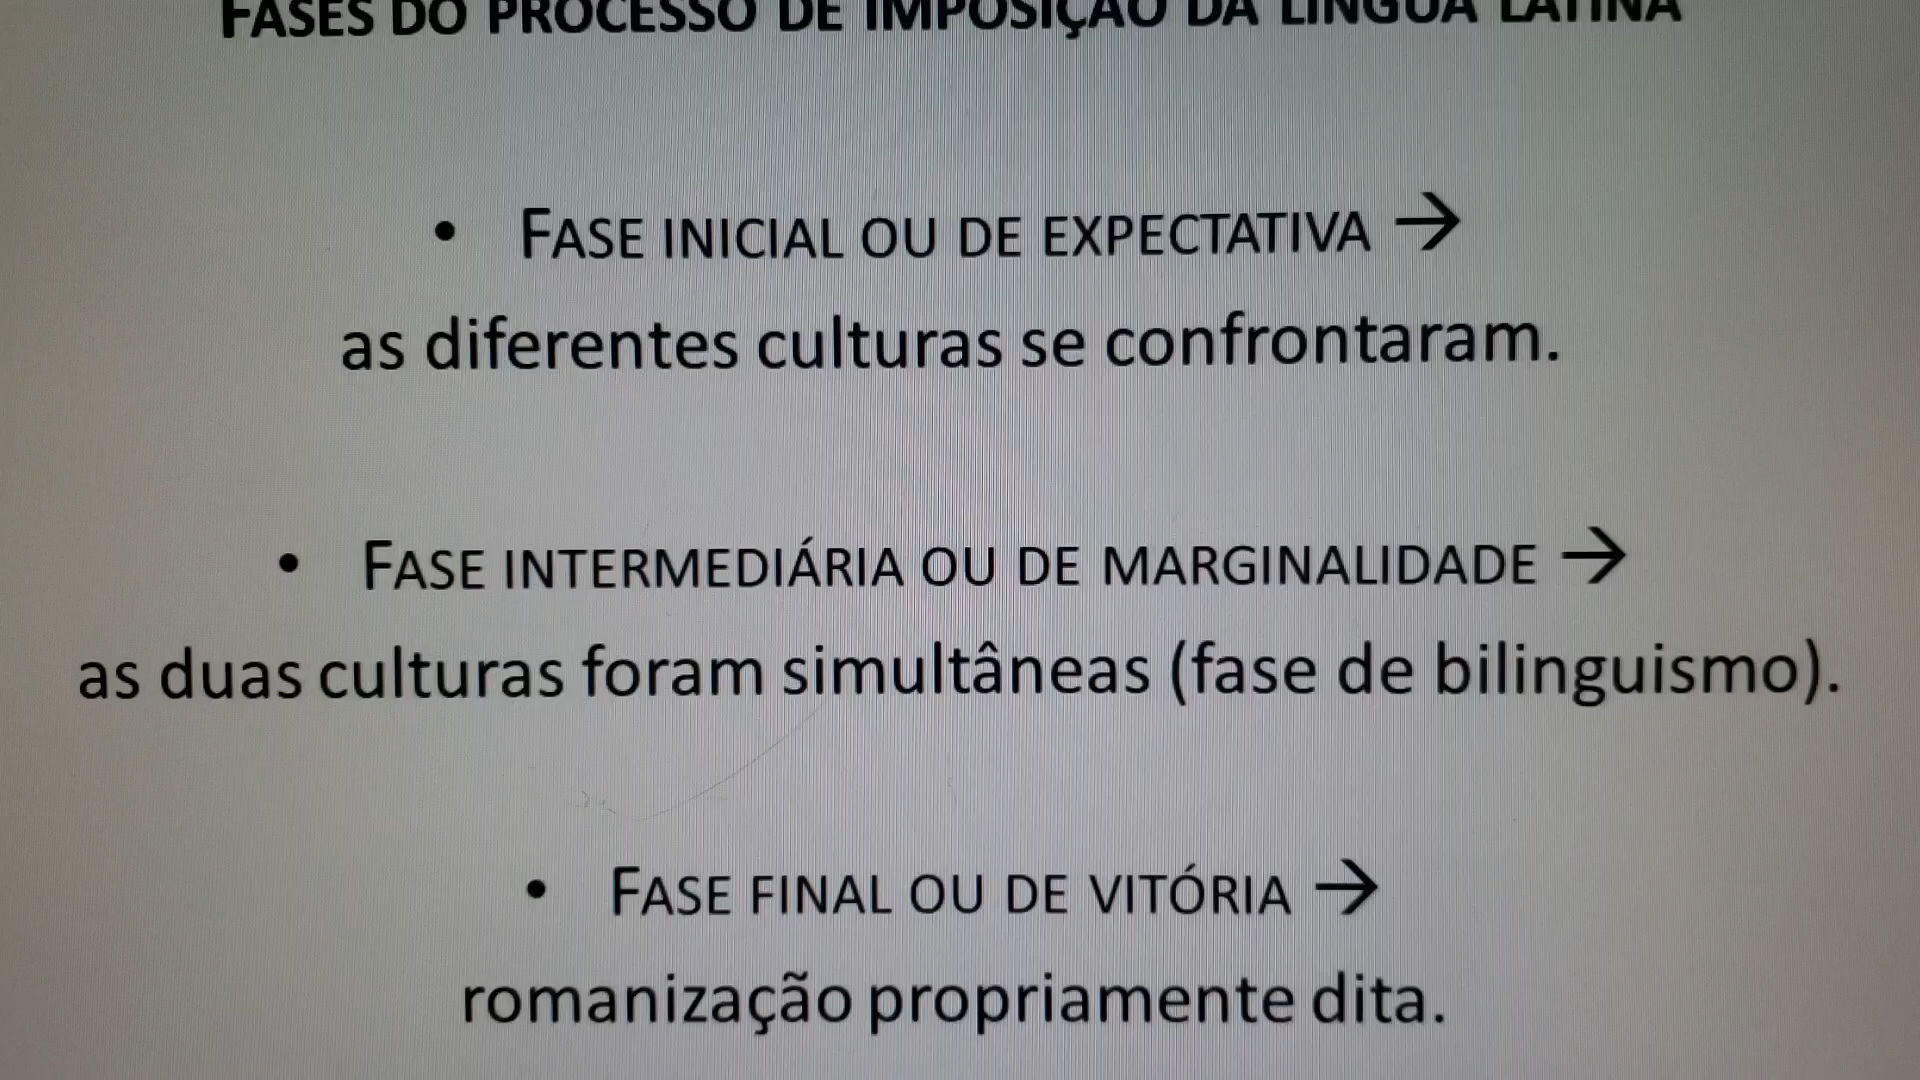 FASES DO PROCESSO DE IMPOSIÇÃO DA LÍNGUA LATINA
• FASE INICIAL OU DE EXPECTATIVA →
as diferentes culturas se confrontaram.
• FASE INTERMEDIÁRIA OU DE MARGINALIDADE →
as duas culturas foram simultâneas (fase de bilinguismo).
• FASE FINAL OU DE VITÓRIA →
romanização propriamente dita.